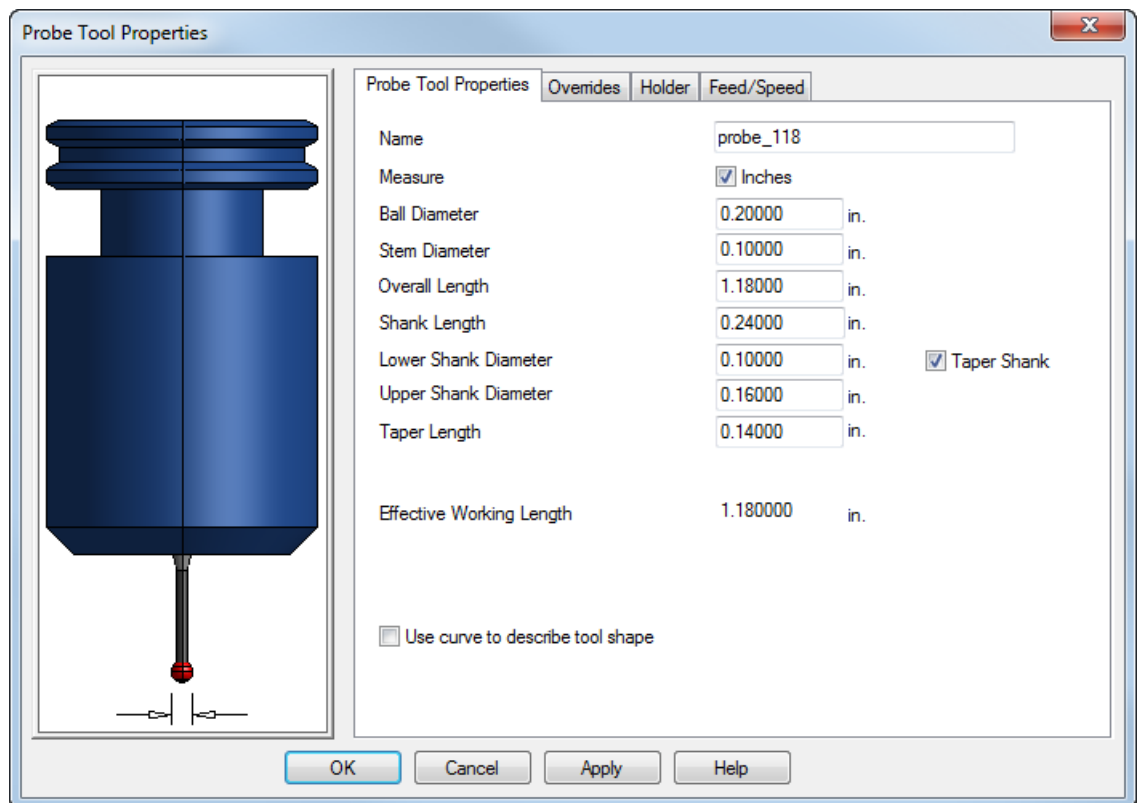 Probe Tool Properties
Probe Tool Properties Overrides Holder Feed/Speed
Name probe_118
Measure Inches
Ball Diameter 0.20000 in.
Stem Diameter 0.10000 in.
Overall Length 1.18000 in.
Shank Length 0.24000 in.
Lower Shank Diameter 0.10000 in. Taper Shank
Upper Shank Diameter 0.16000 in.
Taper Length 0.14000 in.
Effective Working Length 1.180000 in.
Use curve to describe tool shape
OK Cancel Apply Help